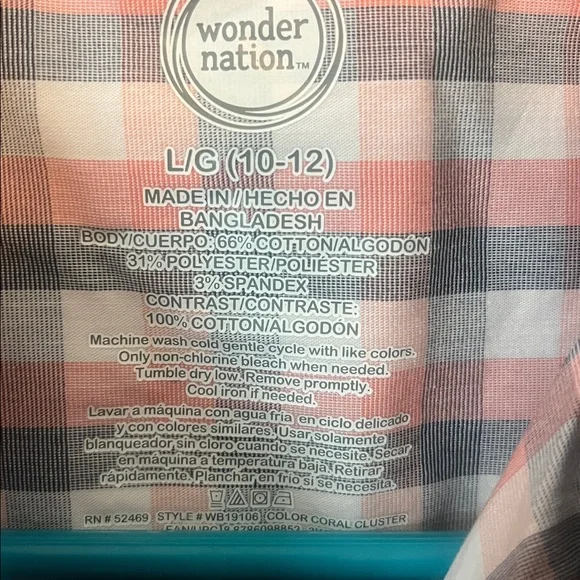 wonder
nation™
L/G (10-12)
MADE IN / HECHO EN
BANGLADESH
BODY/CUERPO: 66% COTTON/ALGODÓN
31% POLYESTER/POLIÉSTER
3% SPANDEX
CONTRAST/CONTRASTE:
100% COTTON/ALGODÓN
Machine wash cold gentle cycle with like colors.
Only non-chlorine bleach when needed.
Tumble dry low. Remove promptly.
Cool iron if needed.
Lavar a máquina con agua fria en ciclo delicado
y con colores similares. Usar solamente
blanqueador sin cloro cuando se necesite. Secar
en máquina a temperatura baja. Retirar
rápidamente. Planchar en frío si se necesita.
RN # 52469 STYLE # WB19106 COLOR CORAL CLUSTER
EAN/UPC